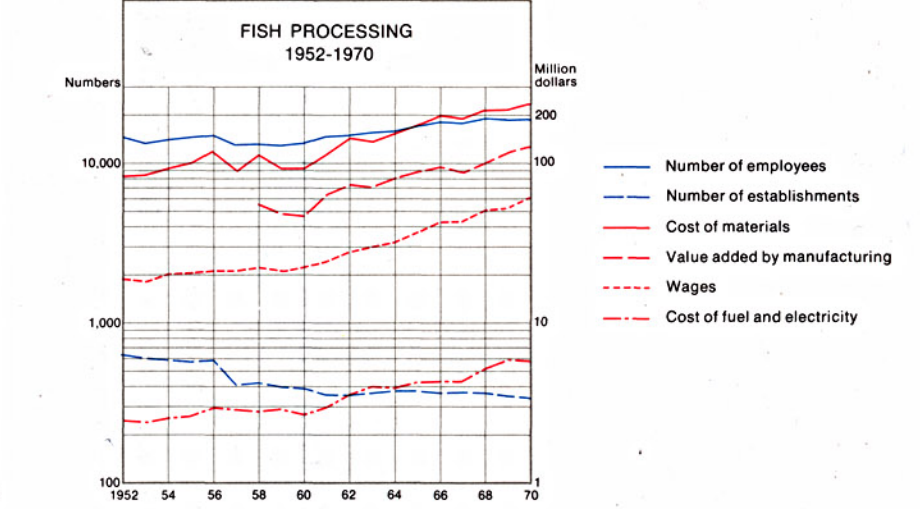 FISH PROCESSING
1952-1970
Numbers
Million
dollars
200
10,000
100
1,000
10
100
1
1952 54 56 58 60 62 64 66 68 70
Number of employees
Number of establishments
Cost of materials
Value added by manufacturing
Wages
Cost of fuel and electricity